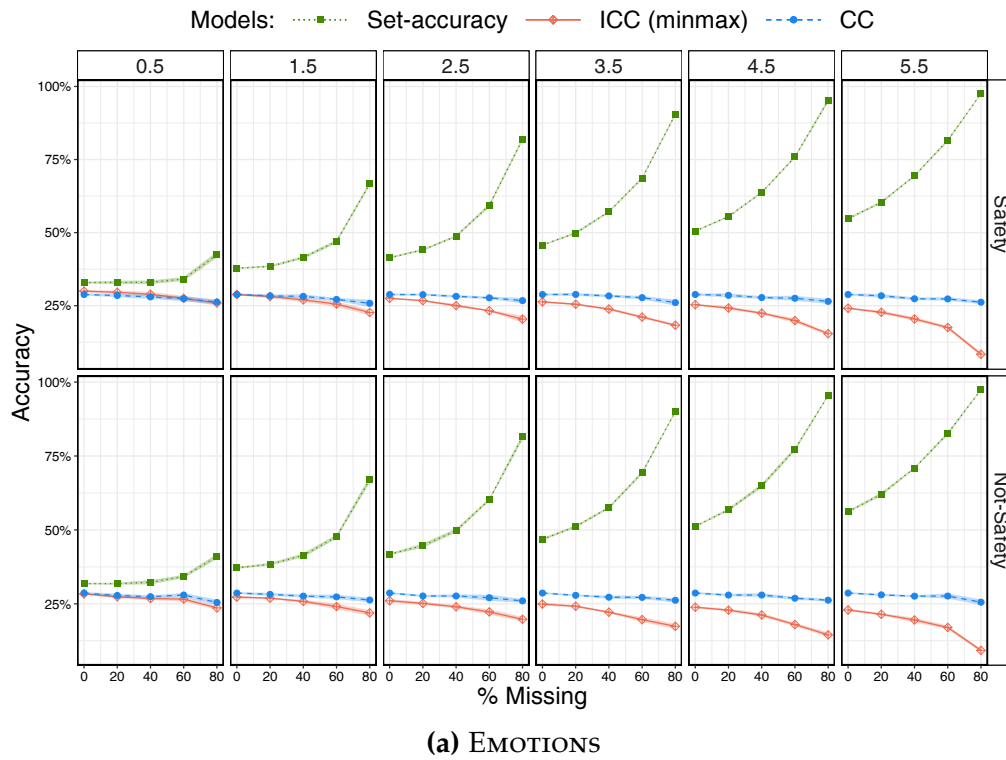 Models: Set-accuracy ICC (minmax) CC
0.5 1.5 2.5 3.5 4.5 5.5
100%
75%
50%
25%
Safety
Accuracy
100%
75%
50%
25%
Not-Safety
0 20 40 60 80 0 20 40 60 80 0 20 40 60 80 0 20 40 60 80 0 20 40 60 80 0 20 40 60 80
% Missing
(a) EMOTIONS